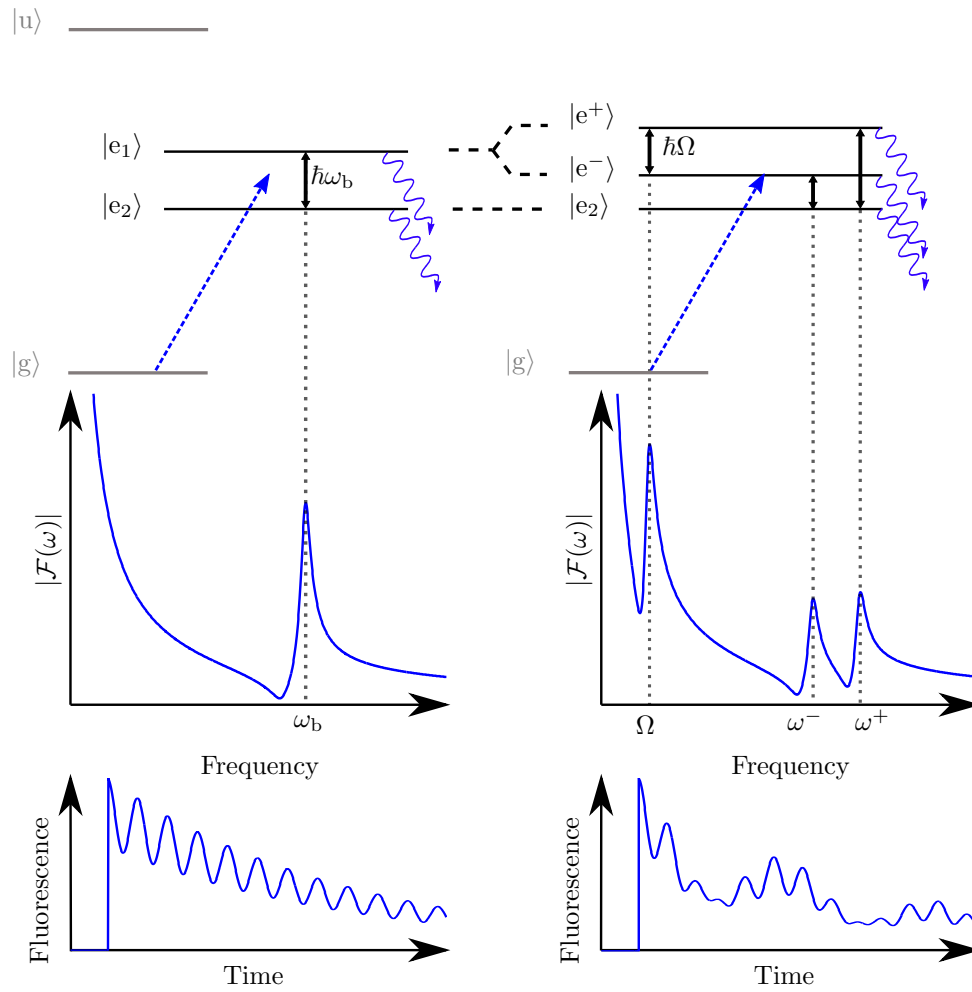 |u⟩
|e₁⟩
ħω_b
|e₂⟩
|g⟩
|e⁺⟩
ħΩ
|e⁻⟩
|e₂⟩
|g⟩
|ℱ(ω)|
ω_b
Frequency
|ℱ(ω)|
Ω
ω⁻
ω⁺
Frequency
Fluorescence
Time
Fluorescence
Time